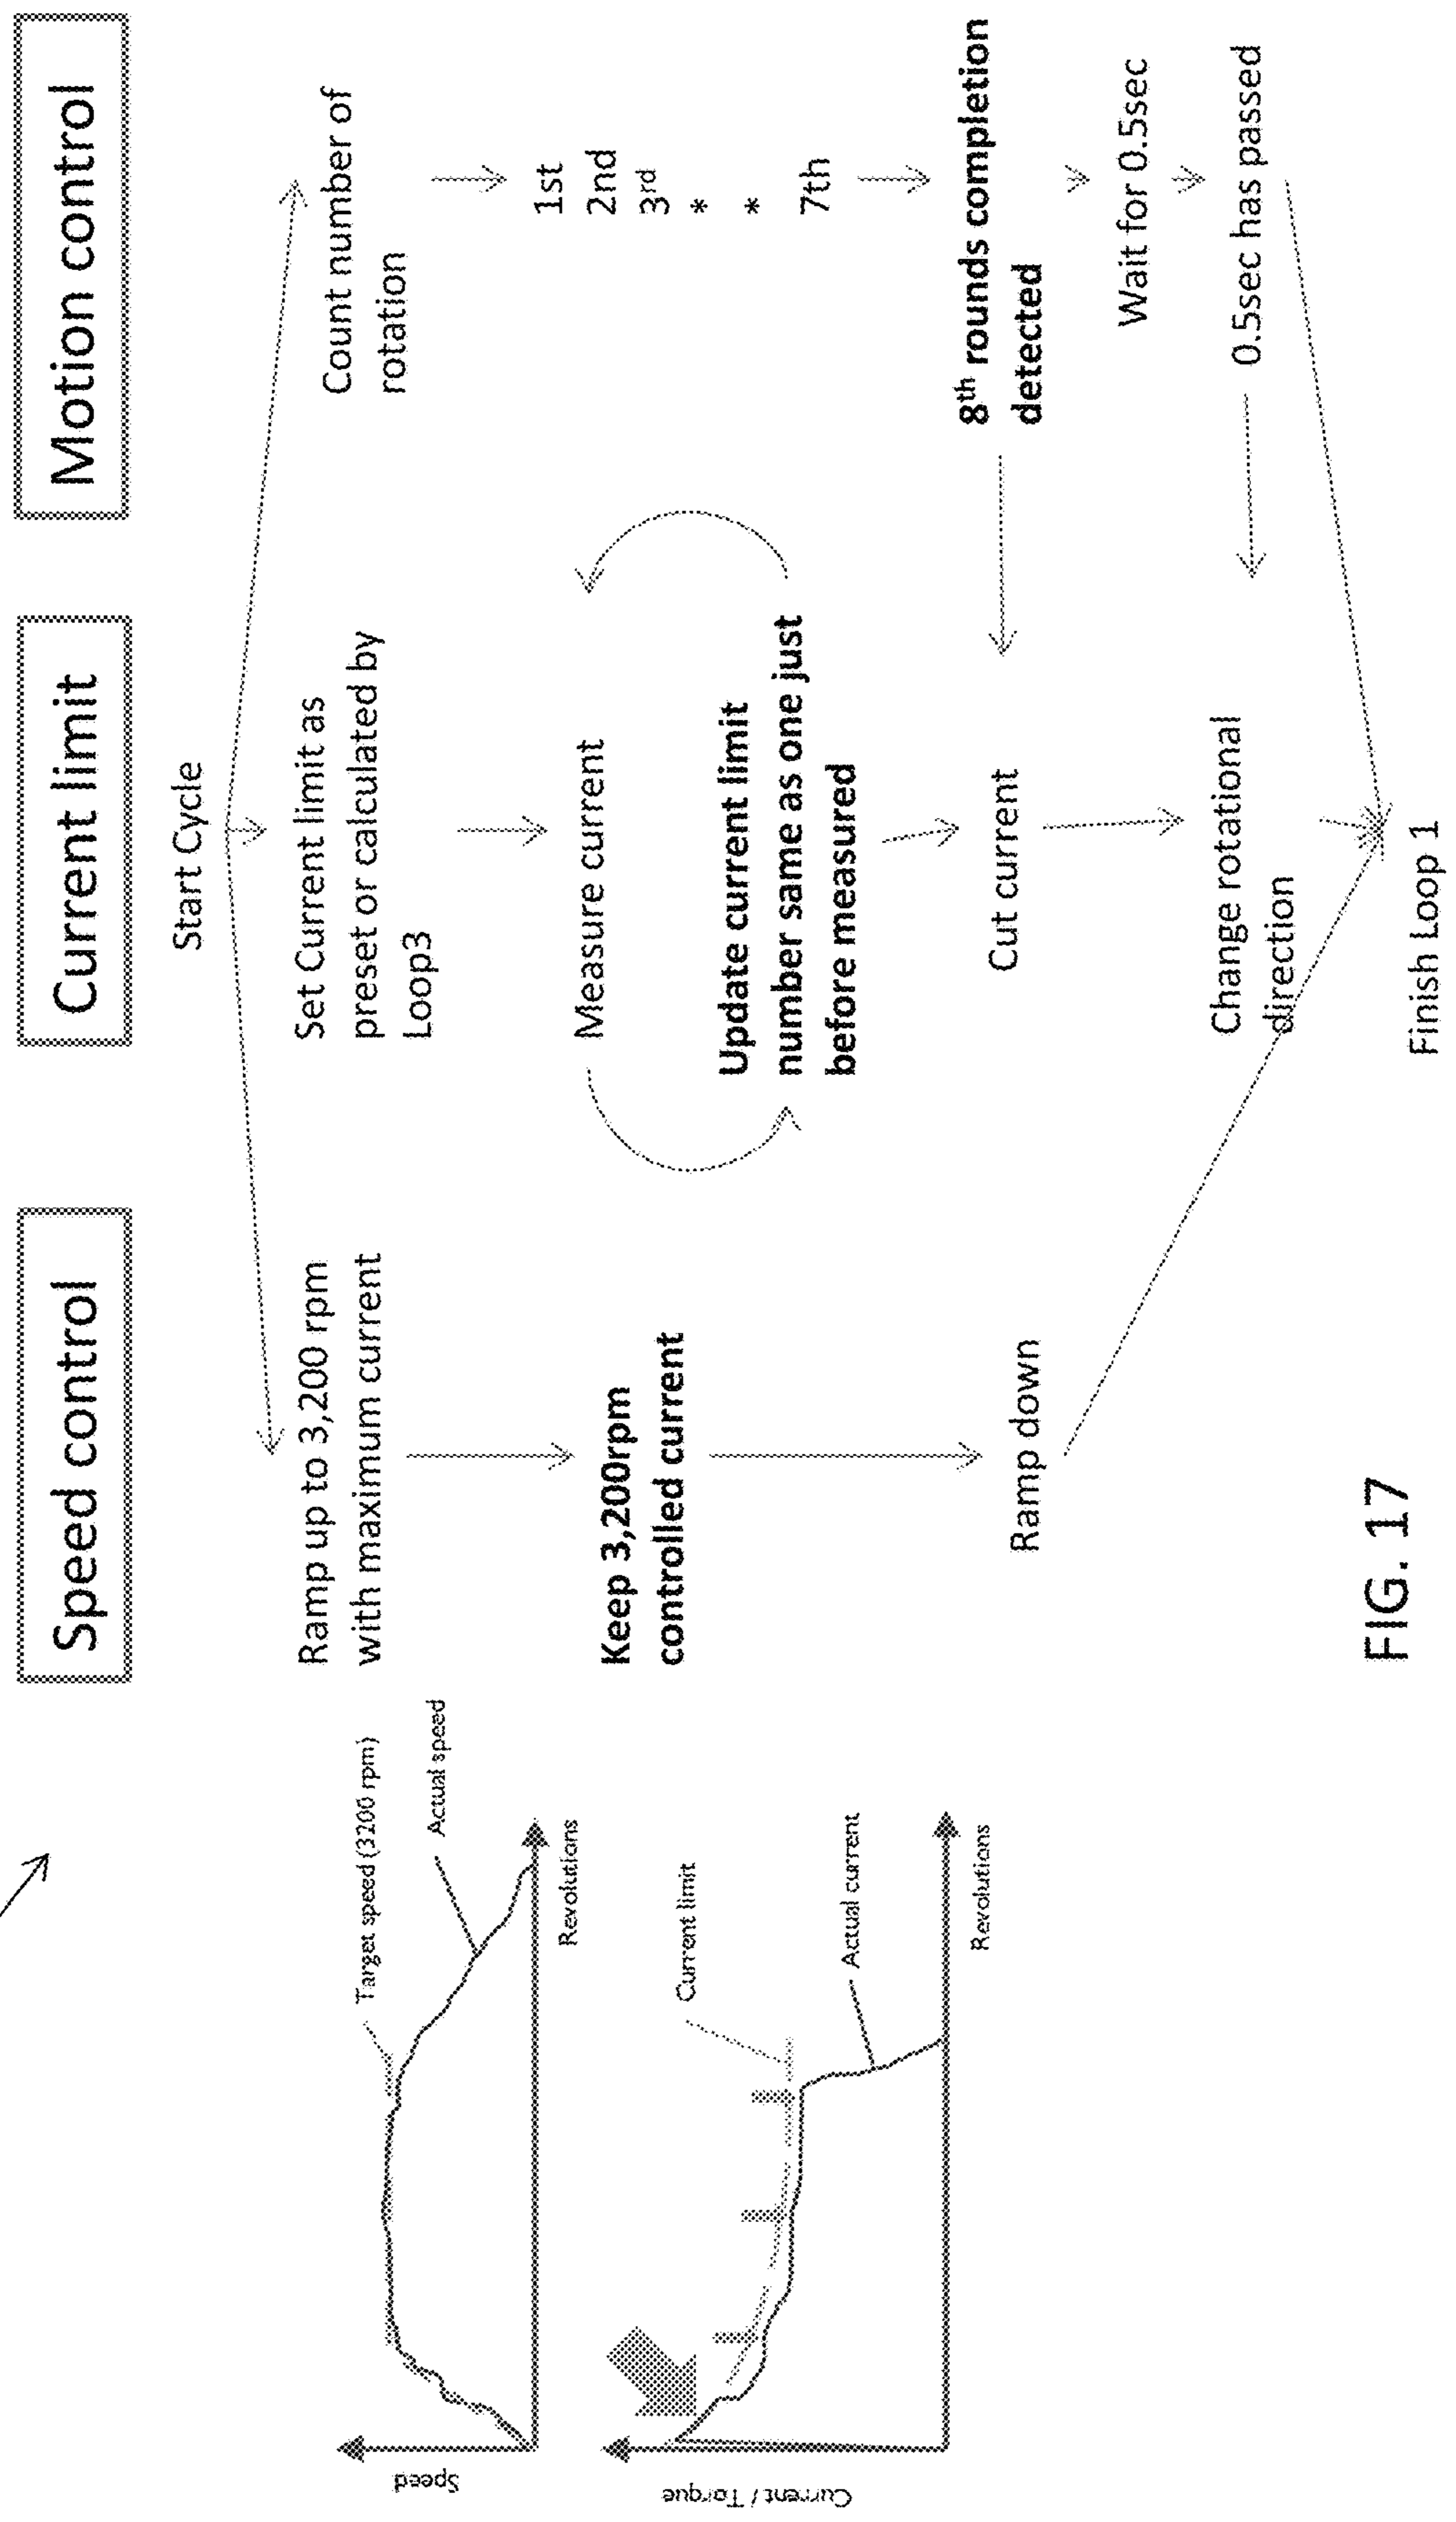 Speed control
Current limit
Motion control
Start Cycle
Ramp up to 3,200 rpm
with maximum current
Set Current limit as
preset or calculated by
Loop3
Count number of
rotation
Keep 3,200rpm
controlled current
Measure current
1st
2nd
3rd
*
*
7th
Update current limit
number same as one just
before measured
8th rounds completion
detected
Ramp down
Cut current
Wait for 0.5sec
Change rotational
direction
0.5sec has passed
Finish Loop 1
Speed
Target speed (3200 rpm)
Actual speed
Revolutions
Current / Torque
Current limit
Actual current
Revolutions
FIG. 17